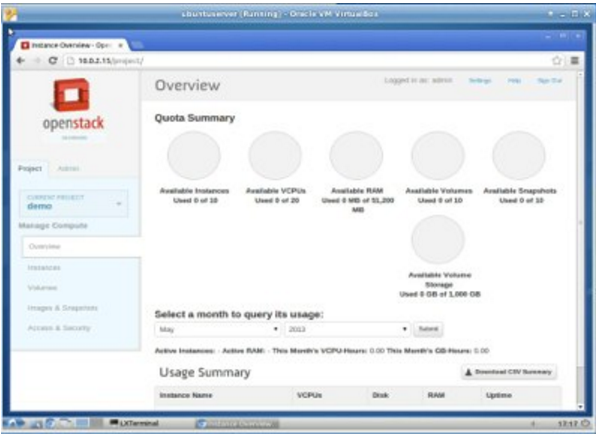 ubuntuserver [Running] - Oracle VM VirtualBox
Instance Overview - Ope
10.0.2.15/project/
Overview
Logged in as: admin Settings Help Sign Out
openstack
DASHBOARD
Project Admin
CURRENT PROJECT
demo
Manage Compute
Overview
Instances
Volumes
Images & Snapshots
Access & Security
Quota Summary
Available Instances
Used 0 of 10
Available VCPUs
Used 0 of 20
Available RAM
Used 0 MB of 51,200
MB
Available Volumes
Used 0 of 10
Available Snapshots
Used 0 of 10
Available Volume
Storage
Used 0 GB of 1,000 GB
Select a month to query its usage:
May 2013 Submit
Active Instances: - Active RAM: - This Month's VCPU-Hours: 0.00 This Month's GB-Hours: 0.00
Usage Summary
Download CSV Summary
Instance Name VCPUs Disk RAM Uptime
LXTerminal Instance Overview 17:17